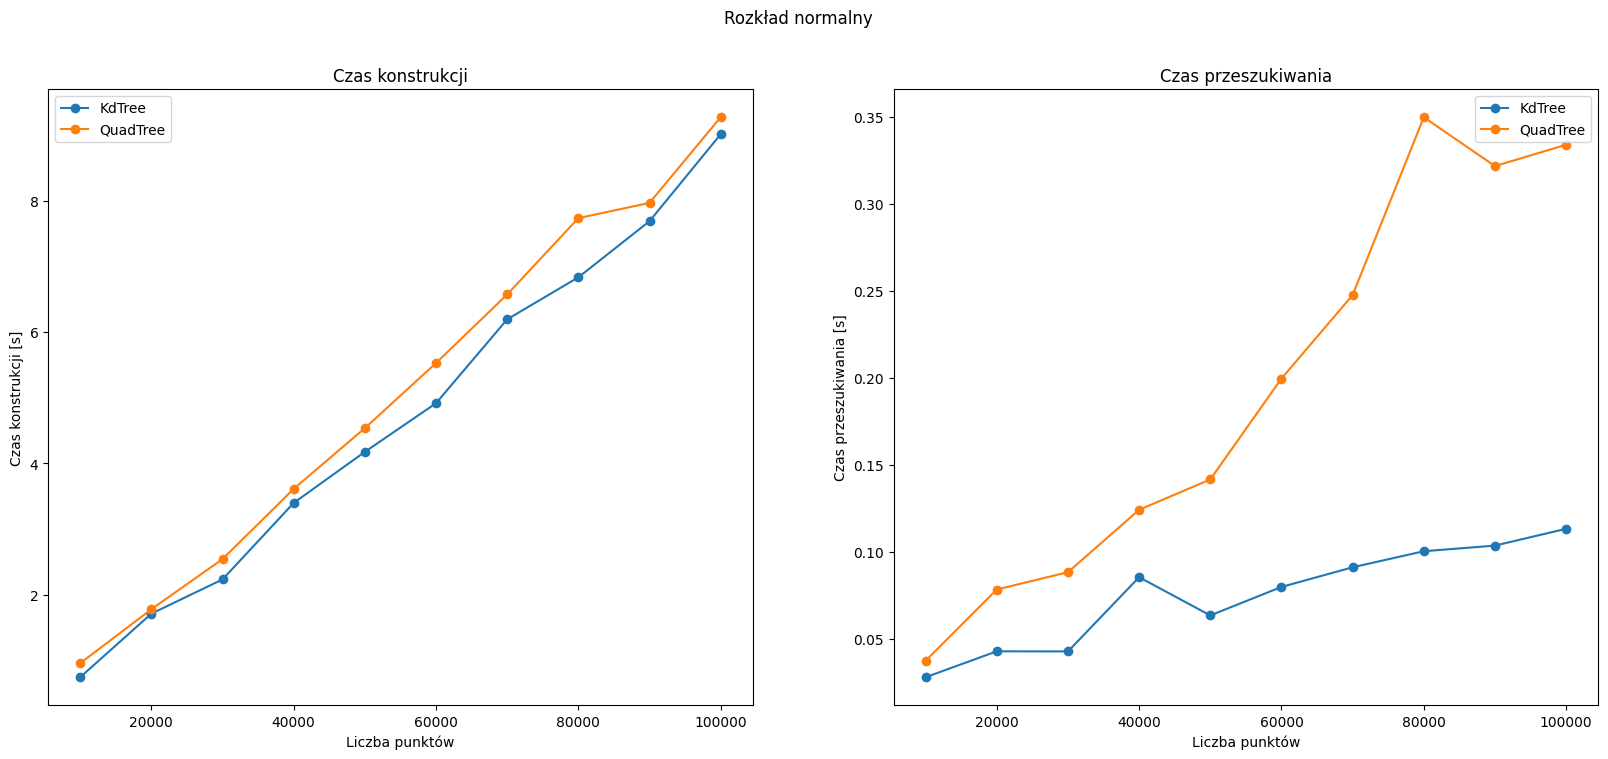 Rozkład normalny
Czas konstrukcji
KdTree
QuadTree
8
6
4
2
Czas konstrukcji [s]
20000 40000 60000 80000 100000
Liczba punktów
Czas przeszukiwania
KdTree
QuadTree
0.35
0.30
0.25
0.20
0.15
0.10
0.05
Czas przeszukiwania [s]
20000 40000 60000 80000 100000
Liczba punktów